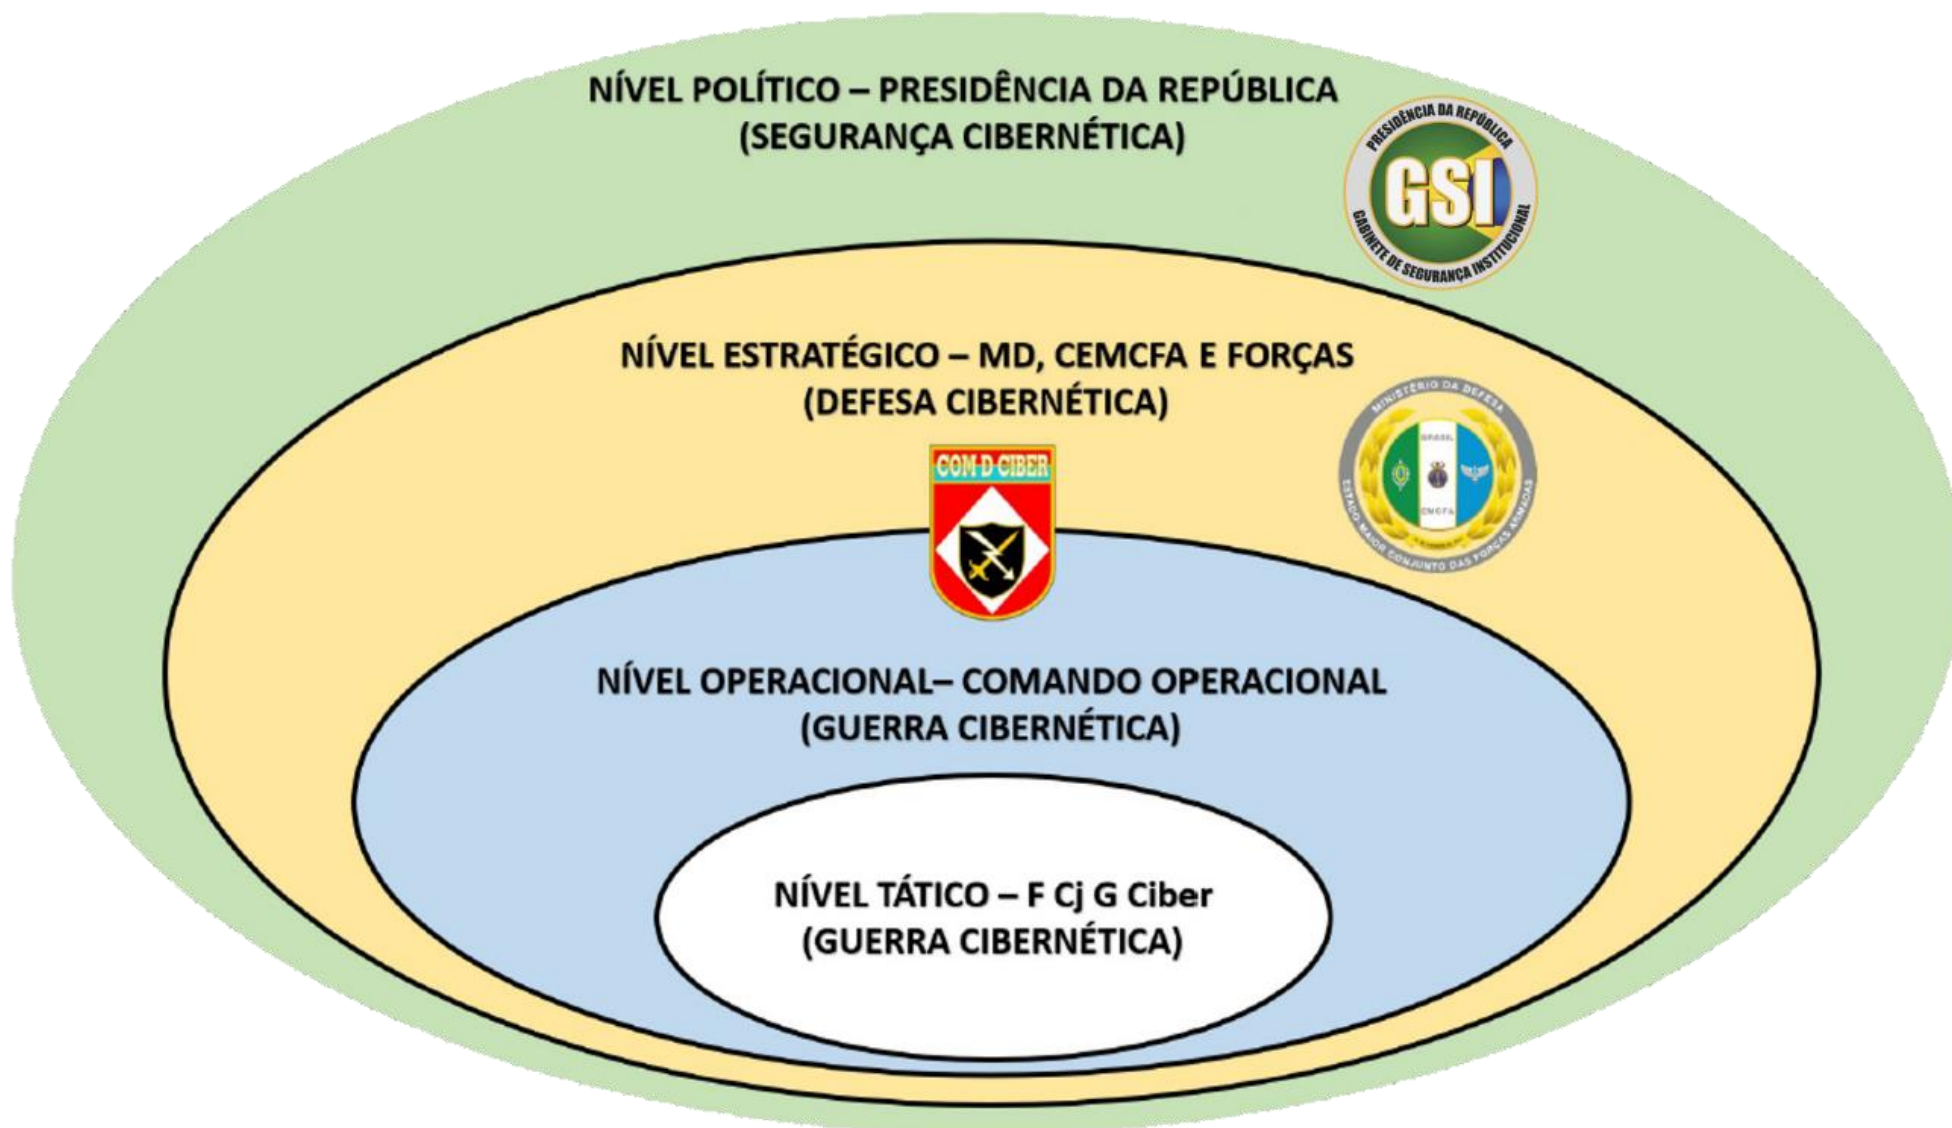 NÍVEL POLÍTICO – PRESIDÊNCIA DA REPÚBLICA
(SEGURANÇA CIBERNÉTICA)
PRESIDÊNCIA DA REPÚBLICA
GSI
GABINETE DE SEGURANÇA INSTITUCIONAL
NÍVEL ESTRATÉGICO – MD, CEMCFA E FORÇAS
(DEFESA CIBERNÉTICA)
MINISTÉRIO DA DEFESA
BRASIL
ESTADO-MAIOR CONJUNTO DAS FORÇAS ARMADAS
COM D CIBER
NÍVEL OPERACIONAL– COMANDO OPERACIONAL
(GUERRA CIBERNÉTICA)
NÍVEL TÁTICO – F Cj G Ciber
(GUERRA CIBERNÉTICA)